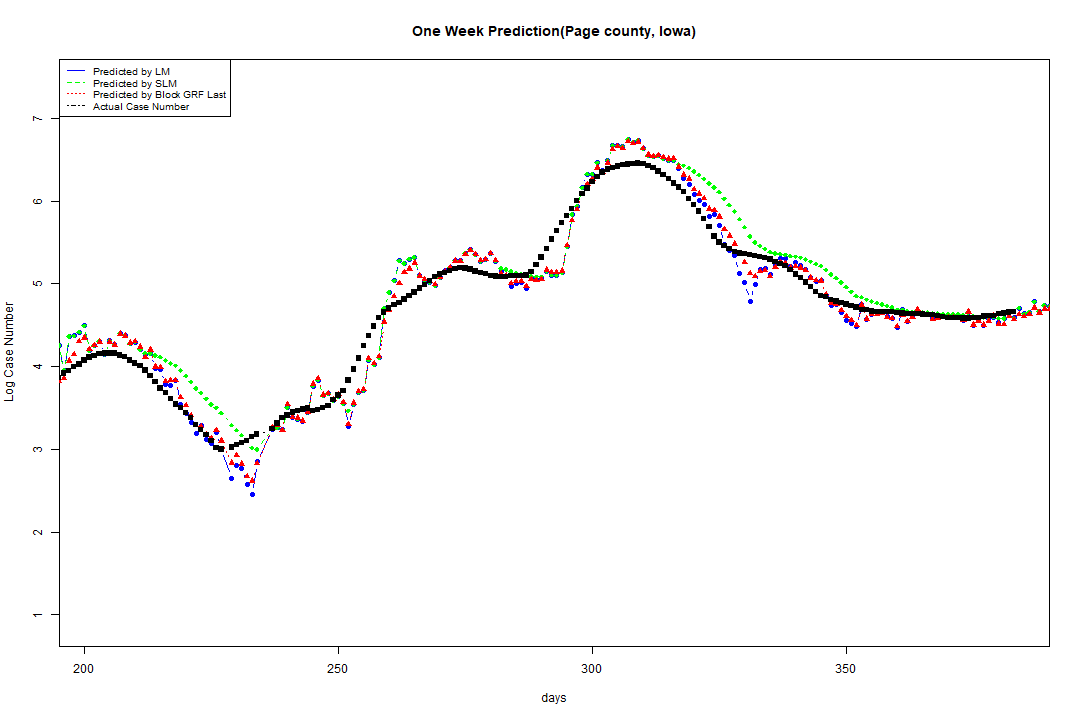 One Week Prediction(Page county, Iowa)
Predicted by LM
Predicted by SLM
Predicted by Block GRF Last
Actual Case Number
7
6
5
4
3
2
1
Log Case Number
200
250
300
350
days